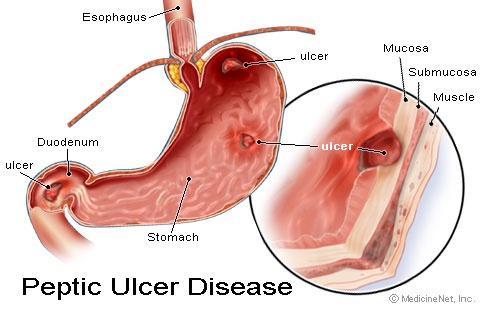 Esophagus
ulcer
Mucosa
Submucosa
Muscle
Duodenum
ulcer
ulcer
Stomach
Peptic Ulcer Disease
© MedicineNet, Inc.